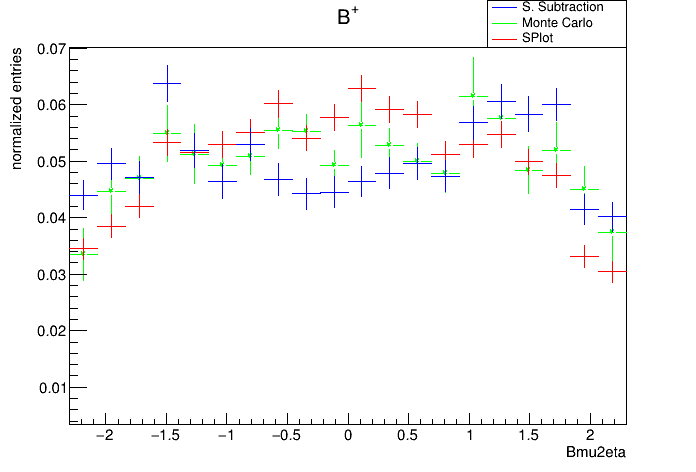 B+
S. Subtraction
Monte Carlo
SPlot
normalized entries
0.07
0.06
0.05
0.04
0.03
0.02
0.01
−2 −1.5 −1 −0.5 0 0.5 1 1.5 2
Bmu2eta